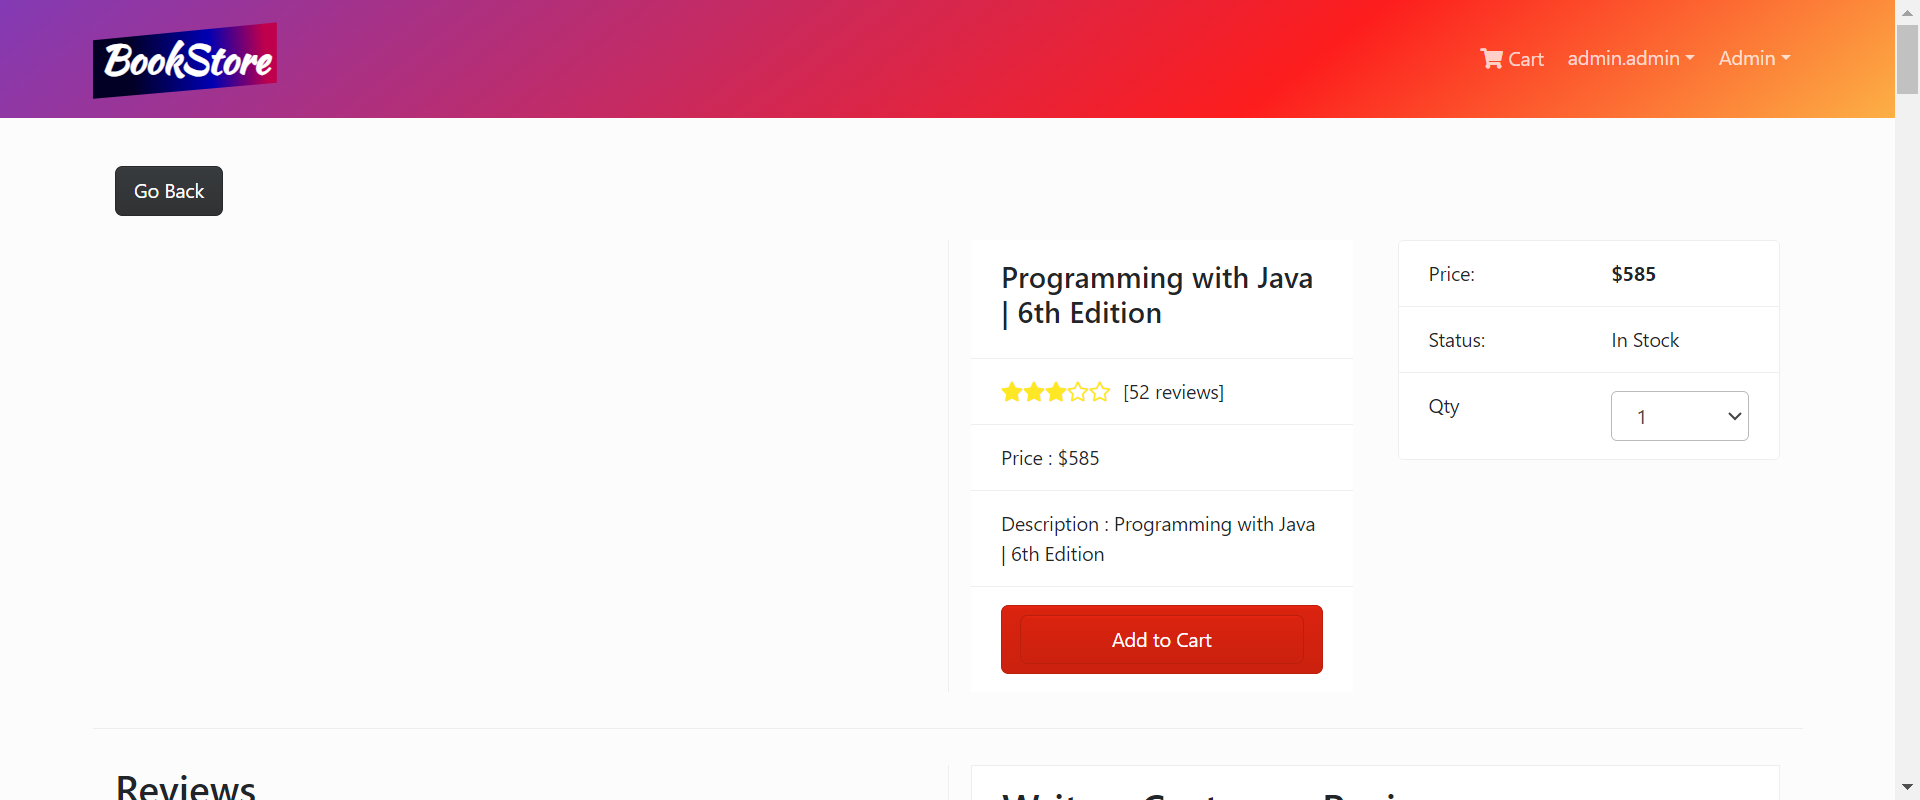 BookStore
Cart
admin.admin
Admin
Go Back
Programming with Java
| 6th Edition
[52 reviews]
Price : $585
Description : Programming with Java
| 6th Edition
Add to Cart
Price:
$585
Status:
In Stock
Qty
1
Reviews